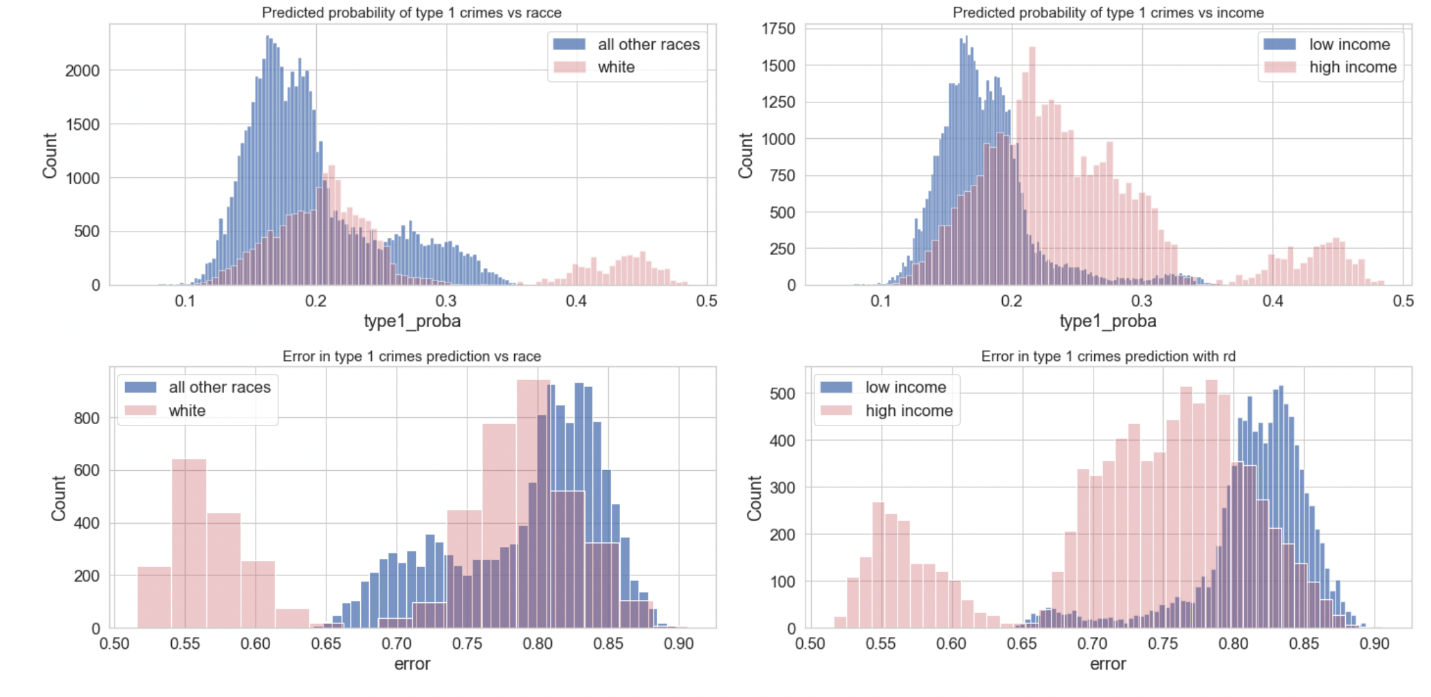 Predicted probability of type 1 crimes vs racce
2000
1500
1000
500
0
Count
all other races
white
0.1 0.2 0.3 0.4 0.5
type1_proba
Predicted probability of type 1 crimes vs income
1750
1500
1250
1000
750
500
250
0
Count
low income
high income
0.1 0.2 0.3 0.4 0.5
type1_proba
Error in type 1 crimes prediction vs race
800
600
400
200
0
Count
all other races
white
0.50 0.55 0.60 0.65 0.70 0.75 0.80 0.85 0.90
error
Error in type 1 crimes prediction with rd
500
400
300
200
100
0
Count
low income
high income
0.50 0.55 0.60 0.65 0.70 0.75 0.80 0.85 0.90
error